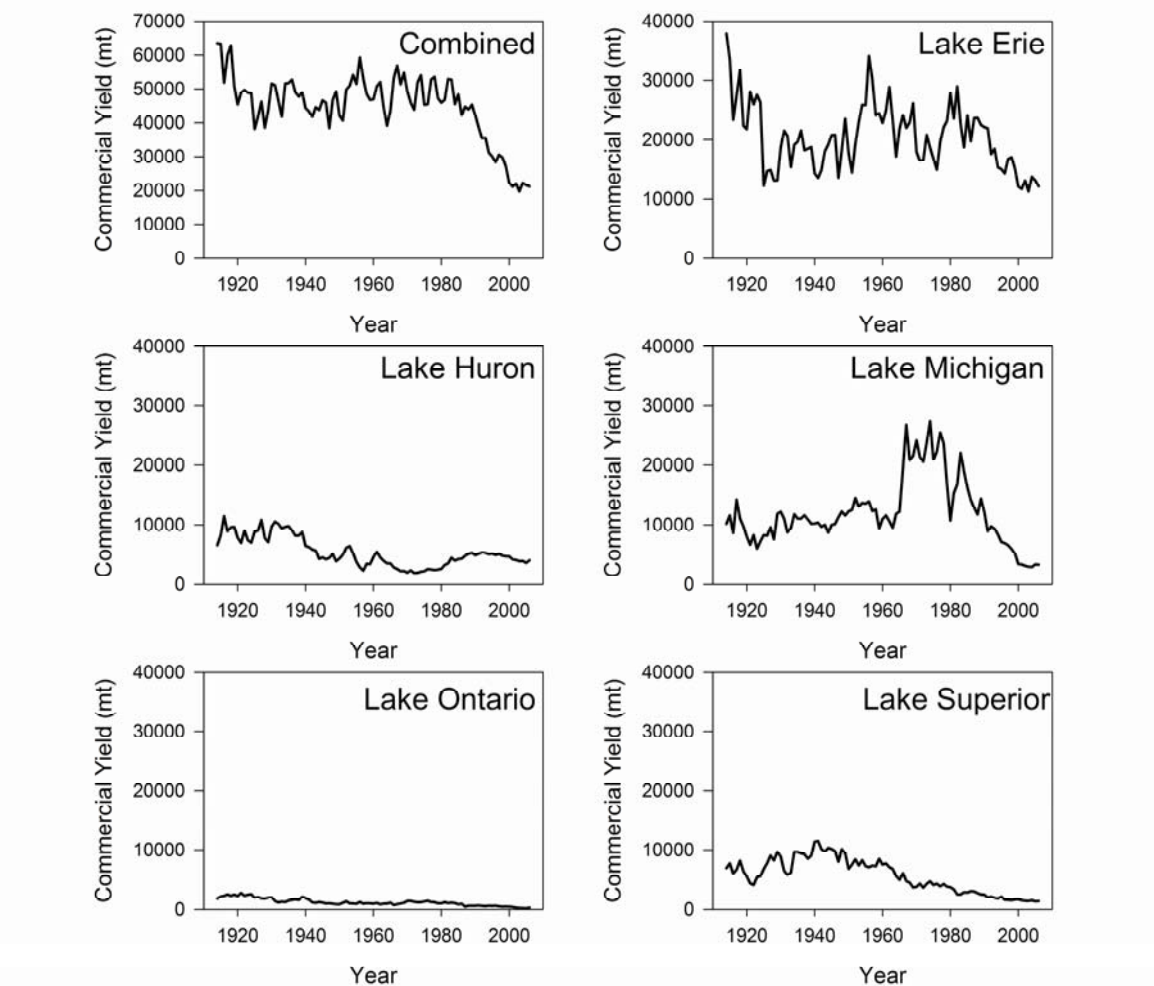 Combined
Commercial Yield (mt)
70000
60000
50000
40000
30000
20000
10000
0
1920 1940 1960 1980 2000
Year
Lake Erie
Commercial Yield (mt)
40000
30000
20000
10000
0
1920 1940 1960 1980 2000
Year
Lake Huron
Commercial Yield (mt)
40000
30000
20000
10000
0
1920 1940 1960 1980 2000
Year
Lake Michigan
Commercial Yield (mt)
40000
30000
20000
10000
0
1920 1940 1960 1980 2000
Year
Lake Ontario
Commercial Yield (mt)
40000
30000
20000
10000
0
1920 1940 1960 1980 2000
Year
Lake Superior
Commercial Yield (mt)
40000
30000
20000
10000
0
1920 1940 1960 1980 2000
Year